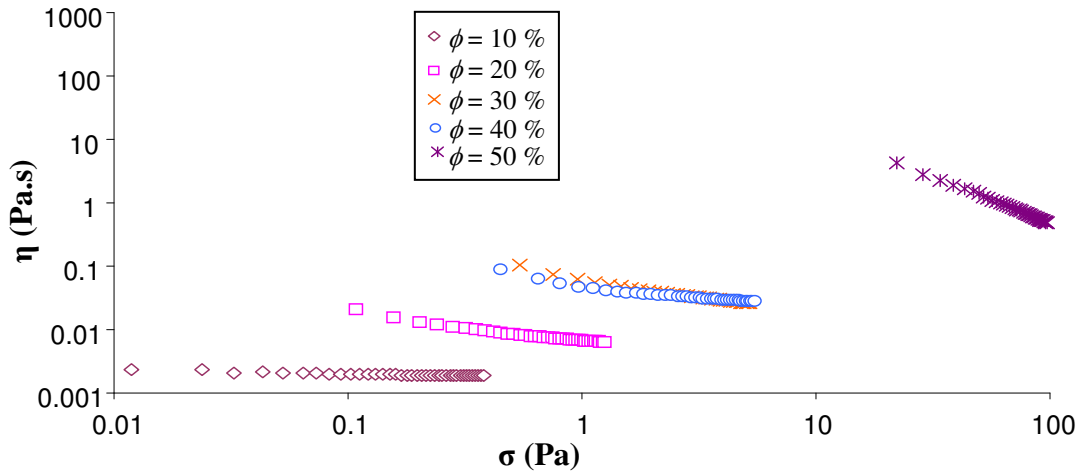 1000
100
10
1
0.1
0.01
0.001
η (Pa.s)
ϕ = 10 %
ϕ = 20 %
ϕ = 30 %
ϕ = 40 %
ϕ = 50 %
0.01 0.1 1 10 100
σ (Pa)